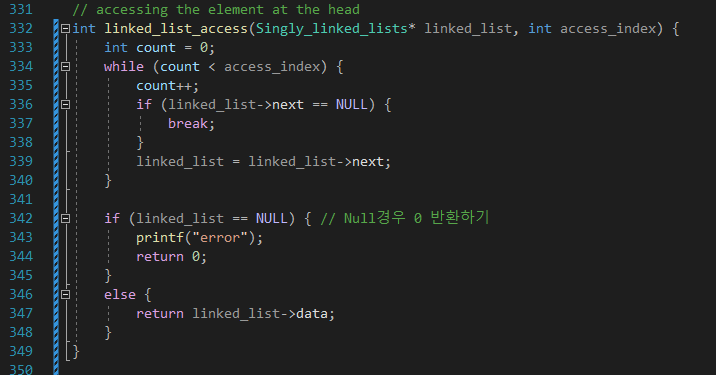 331 // accessing the element at the head
332 int linked_list_access(Singly_linked_lists* linked_list, int access_index) {
333 int count = 0;
334 while (count < access_index) {
335 count++;
336 if (linked_list->next == NULL) {
337 break;
338 }
339 linked_list = linked_list->next;
340 }
341
342 if (linked_list == NULL) { // Null경우 0 반환하기
343 printf("error");
344 return 0;
345 }
346 else {
347 return linked_list->data;
348 }
349 }
350